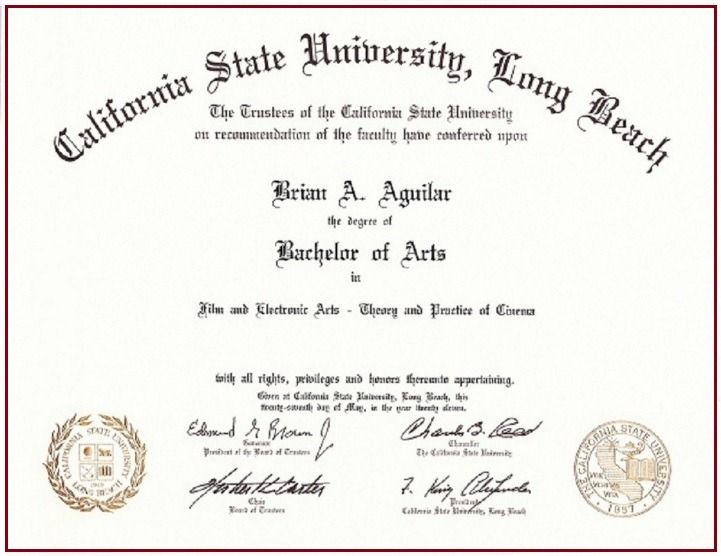 California State University, Long Beach
The Trustees of the California State University
on recommendation of the faculty have conferred upon
Brian A. Aguilar
the degree of
Bachelor of Arts
in
Film and Electronic Arts - Theory and Practice of Cinema
with all rights, privileges and honors thereunto appertaining.
Given at California State University, Long Beach, this
twenty-seventh day of May, in the year twenty eleven.
Edmund G Brown Jr
Governor
President of the Board of Trustees
Charles B. Reed
Chancellor
The California State University
Chair
Board of Trustees
F. King Alexander
President
California State University, Long Beach
CALIFORNIA STATE UNIVERSITY LONG BEACH
1949
THE CALIFORNIA STATE UNIVERSITY
VOX
VERITAS
VITA
1857